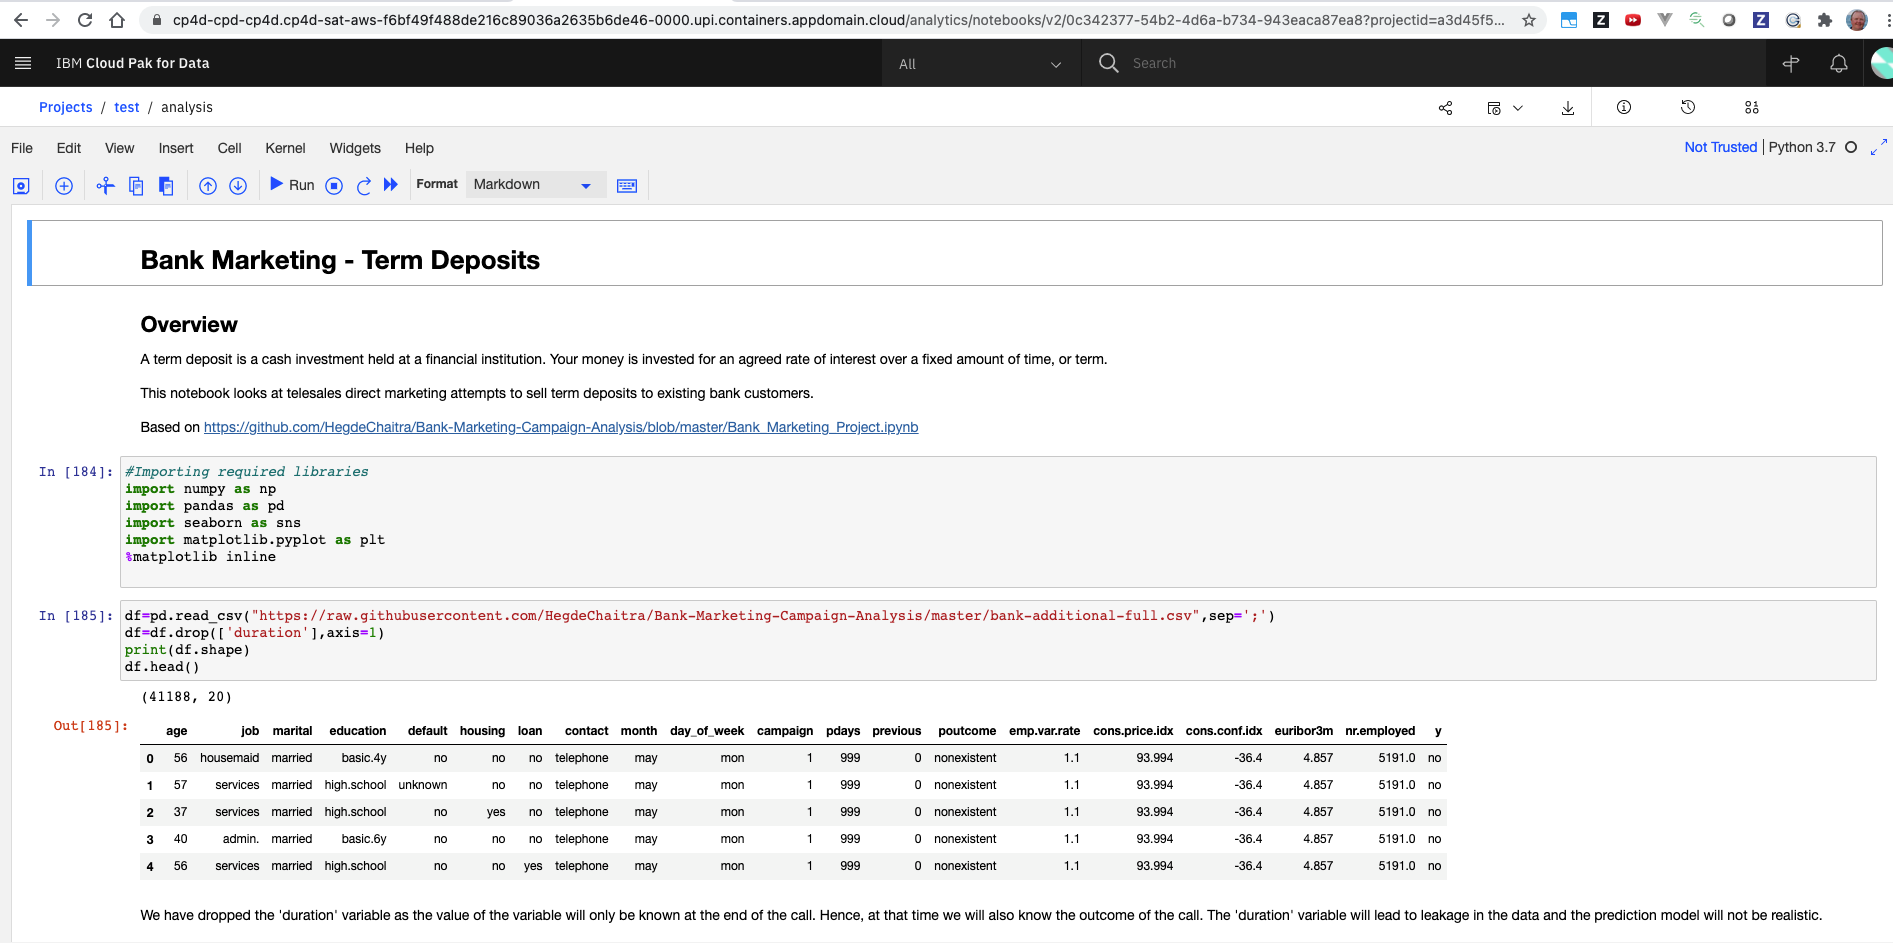 cp4d-cpd-cp4d.cp4d-sat-aws-f6bf49f488de216c89036a2635b6de46-0000.upi.containers.appdomain.cloud/analytics/notebooks/v2/0c342377-54b2-4d6a-b734-943eaca87ea8?projectid=a3d45f5...
IBM Cloud Pak for Data All Search
Projects / test / analysis
File Edit View Insert Cell Kernel Widgets Help Not Trusted | Python 3.7
Run Format Markdown
Bank Marketing - Term Deposits
Overview
A term deposit is a cash investment held at a financial institution. Your money is invested for an agreed rate of interest over a fixed amount of time, or term.
This notebook looks at telesales direct marketing attempts to sell term deposits to existing bank customers.
Based on https://github.com/HegdeChaitra/Bank-Marketing-Campaign-Analysis/blob/master/Bank_Marketing_Project.ipynb
In [184]: #Importing required libraries
import numpy as np
import pandas as pd
import seaborn as sns
import matplotlib.pyplot as plt
%matplotlib inline
In [185]: df=pd.read_csv("https://raw.githubusercontent.com/HegdeChaitra/Bank-Marketing-Campaign-Analysis/master/bank-additional-full.csv",sep=';')
df=df.drop(['duration'],axis=1)
print(df.shape)
df.head()
(41188, 20)
Out[185]:
age job marital education default housing loan contact month day_of_week campaign pdays previous poutcome emp.var.rate cons.price.idx cons.conf.idx euribor3m nr.employed y
0 56 housemaid married basic.4y no no no telephone may mon 1 999 0 nonexistent 1.1 93.994 -36.4 4.857 5191.0 no
1 57 services married high.school unknown no no telephone may mon 1 999 0 nonexistent 1.1 93.994 -36.4 4.857 5191.0 no
2 37 services married high.school no yes no telephone may mon 1 999 0 nonexistent 1.1 93.994 -36.4 4.857 5191.0 no
3 40 admin. married basic.6y no no no telephone may mon 1 999 0 nonexistent 1.1 93.994 -36.4 4.857 5191.0 no
4 56 services married high.school no no yes telephone may mon 1 999 0 nonexistent 1.1 93.994 -36.4 4.857 5191.0 no
We have dropped the 'duration' variable as the value of the variable will only be known at the end of the call. Hence, at that time we will also know the outcome of the call. The 'duration' variable will lead to leakage in the data and the prediction model will not be realistic.